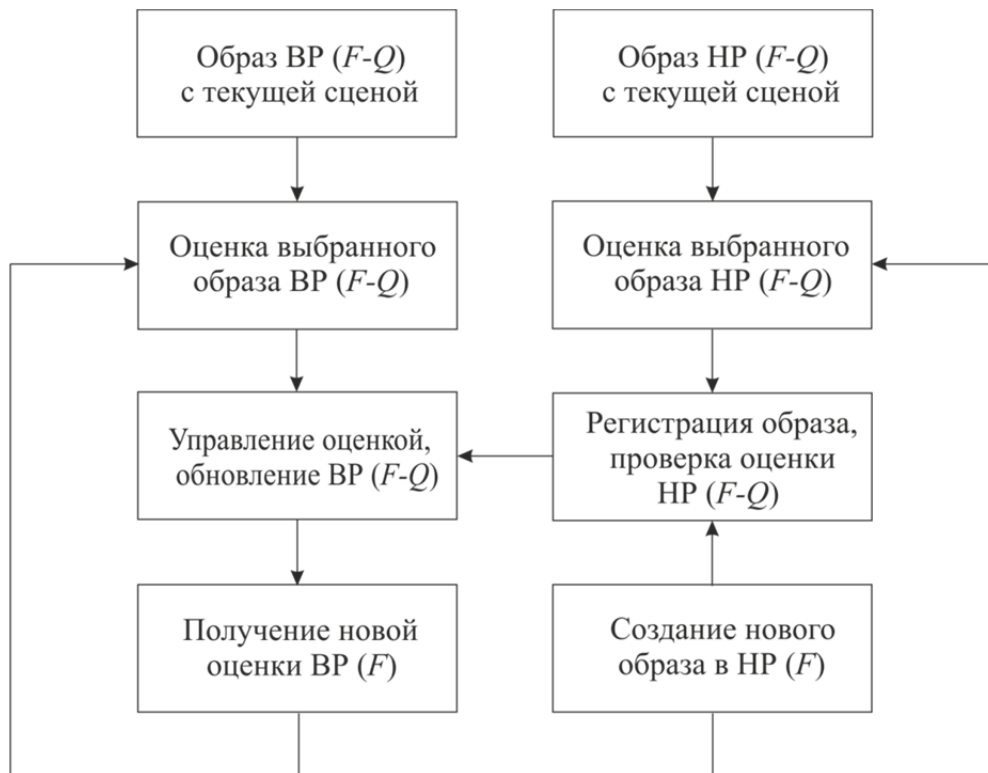 Образ ВР (F-Q)
с текущей сценой
Образ НР (F-Q)
с текущей сценой
Оценка выбранного
образа ВР (F-Q)
Оценка выбранного
образа НР (F-Q)
Управление оценкой,
обновление ВР (F-Q)
Регистрация образа,
проверка оценки
НР (F-Q)
Получение новой
оценки ВР (F)
Создание нового
образа в НР (F)